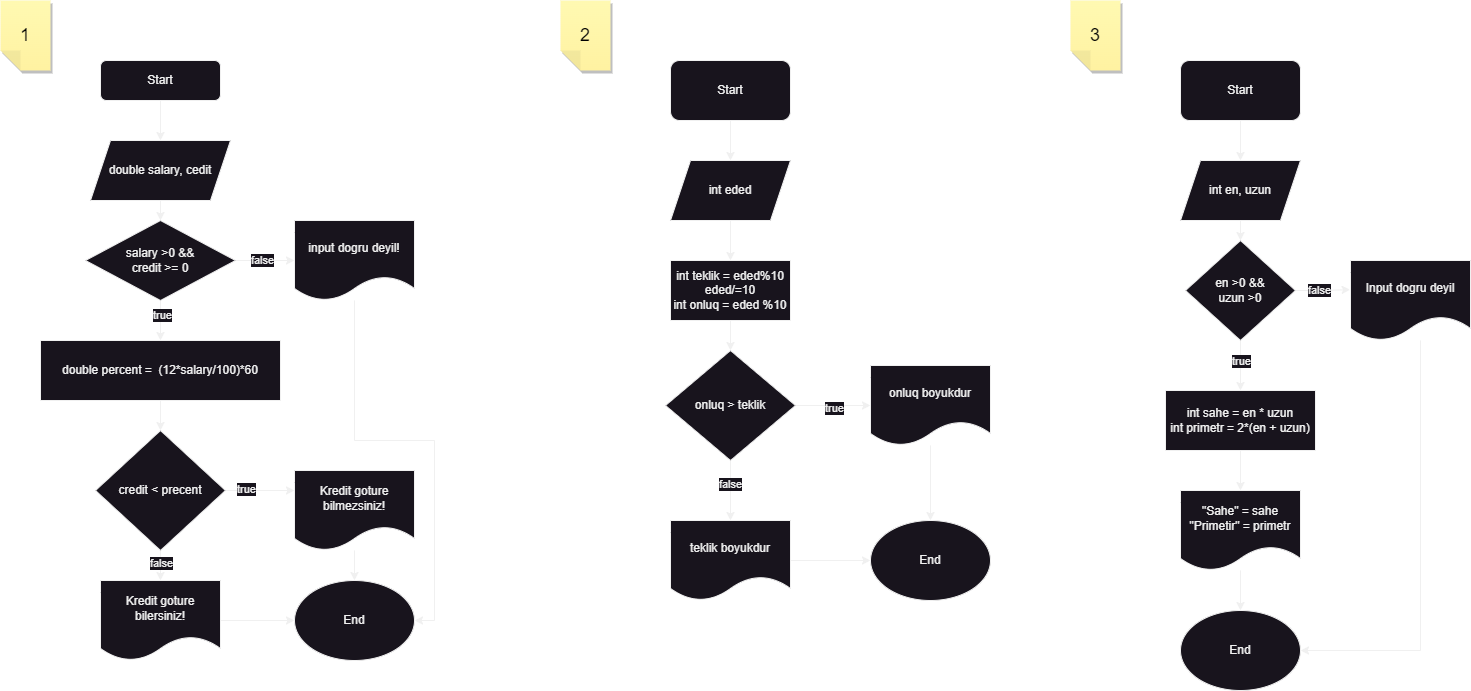 1
Start
double salary, cedit
salary >0 &&
credit >= 0
false
input dogru deyil!
true
double percent =  (12*salary/100)*60
credit < precent
true
Kredit goture
bilmezsiniz!
false
Kredit goture
bilersiniz!
End
2
Start
int eded
int teklik = eded%10
eded/=10
int onluq = eded %10
onluq > teklik
true
onluq boyukdur
false
teklik boyukdur
End
3
Start
int en, uzun
en >0 &&
uzun >0
false
Input dogru deyil
true
int sahe = en * uzun
int primetr = 2*(en + uzun)
"Sahe" = sahe
"Primetir" = primetr
End